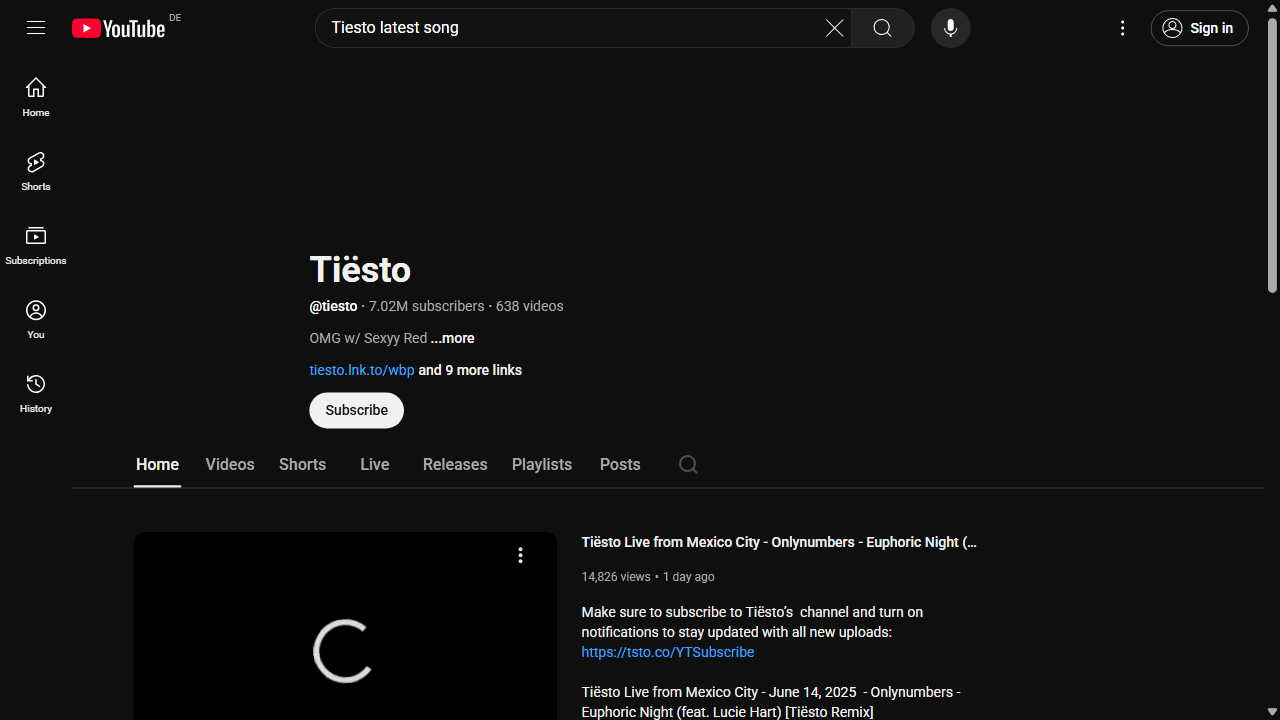 YouTube DE
Tiesto latest song
Sign in
Home
Shorts
Subscriptions
You
History
Tiësto
@tiesto · 7.02M subscribers · 638 videos
OMG w/ Sexyy Red ...more
tiesto.lnk.to/wbp and 9 more links
Subscribe
Home Videos Shorts Live Releases Playlists Posts
Tiësto Live from Mexico City - Onlynumbers - Euphoric Night (...
14,826 views • 1 day ago
Make sure to subscribe to Tiësto’s channel and turn on
notifications to stay updated with all new uploads:
https://tsto.co/YTSubscribe
Tiësto Live from Mexico City - June 14, 2025 - Onlynumbers -
Euphoric Night (feat. Lucie Hart) [Tiësto Remix]